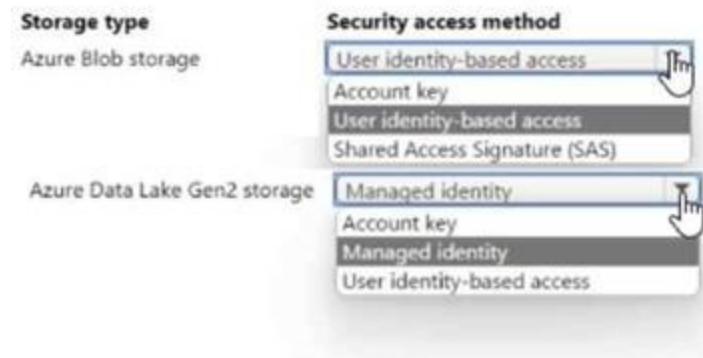 Storage type Security access method
Azure Blob storage User identity-based access
Account key
User identity-based access
Shared Access Signature (SAS)
Azure Data Lake Gen2 storage Managed identity
Account key
Managed identity
User identity-based access